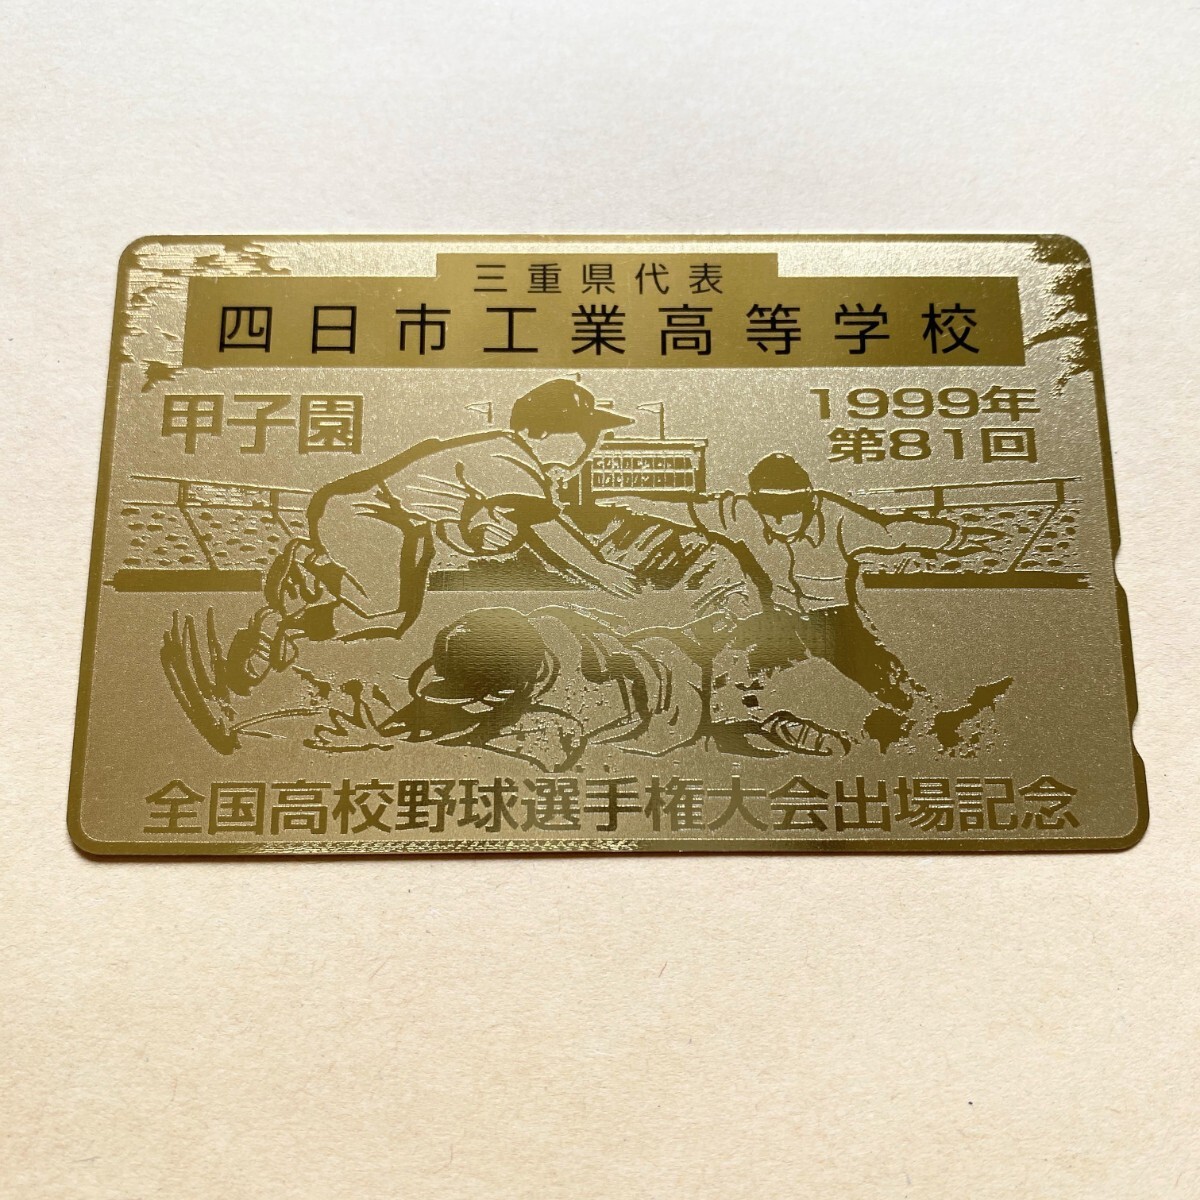 三重県代表
四日市工業高等学校
甲子園
1999年
第81回
全国高校野球選手権大会出場記念